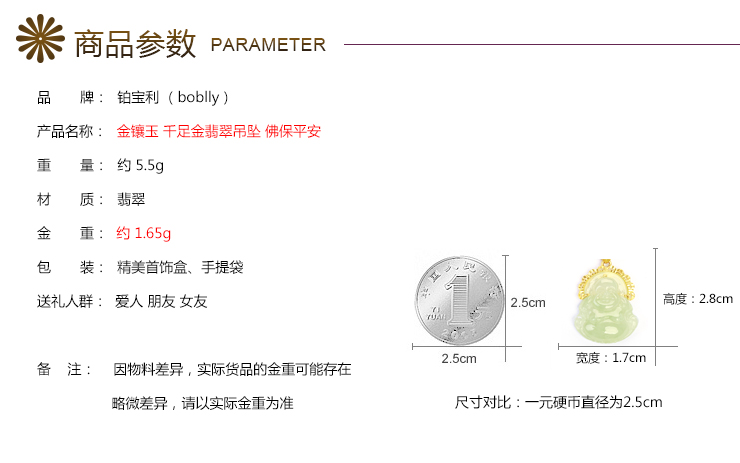 商品参数 PARAMETER
品 牌： 铂宝利（boblly）
产品名称： 金镶玉 千足金翡翠吊坠 佛保平安
重 量： 约 5.5g
材 质： 翡翠
金 重： 约 1.65g
包 装： 精美首饰盒、手提袋
送礼人群： 爱人 朋友 女友
备 注： 因物料差异，实际货品的金重可能存在
略微差异，请以实际金重为准
YI
YUAN
1
2.5cm
2.5cm
高度：2.8cm
宽度：1.7cm
尺寸对比：一元硬币直径为2.5cm